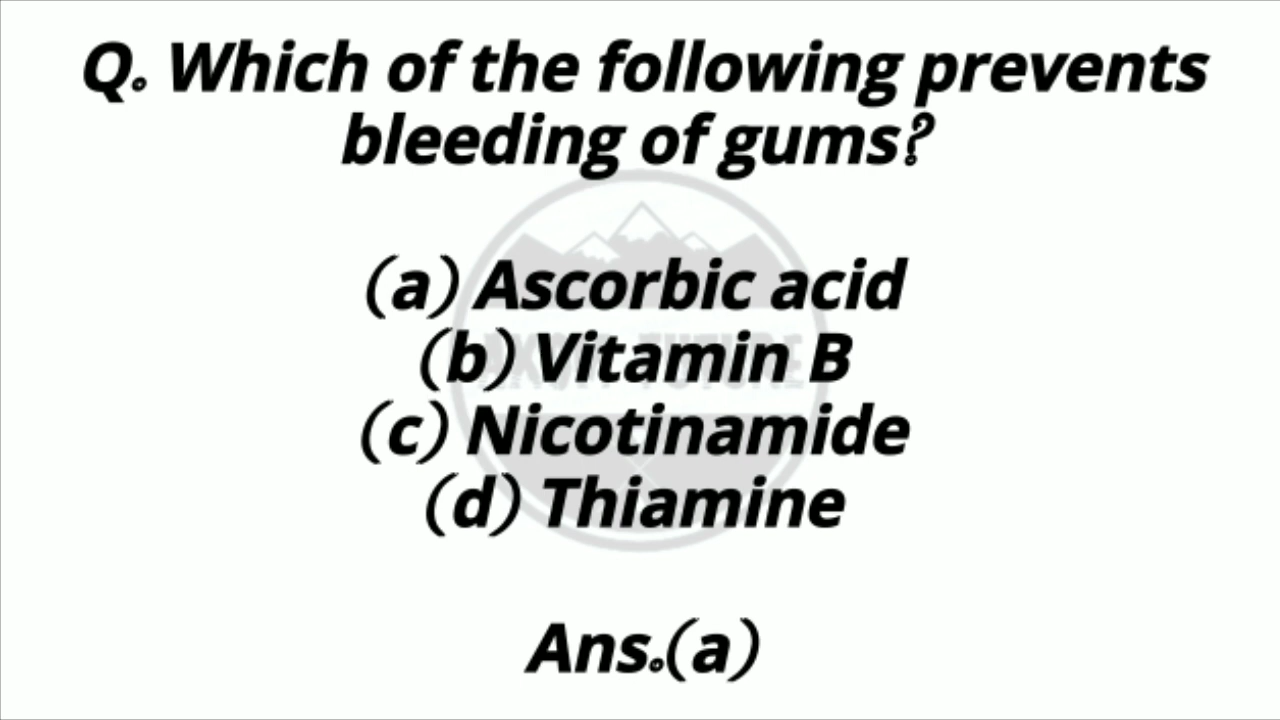 Q. Which of the following prevents
bleeding of gums?
(a) Ascorbic acid
(b) Vitamin B
(c) Nicotinamide
(d) Thiamine
Ans.(a)